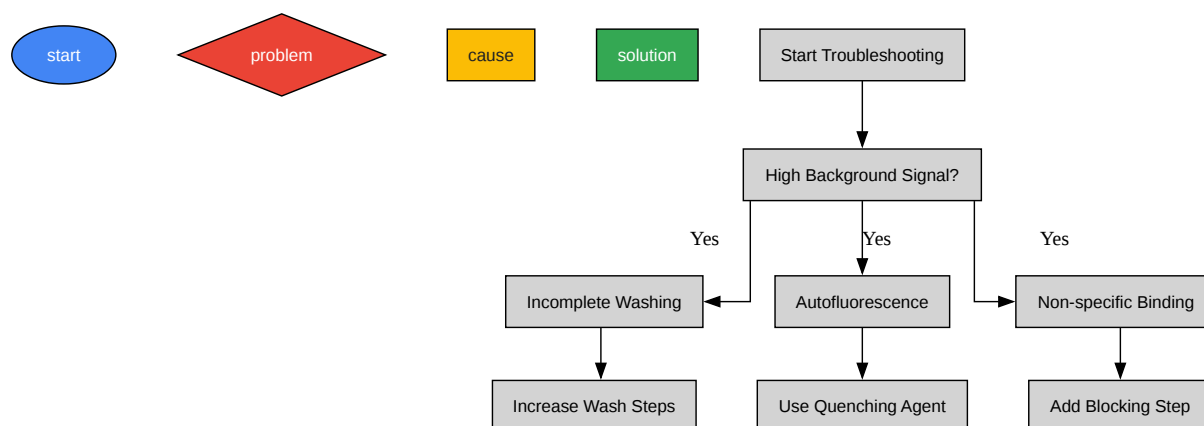 start
problem
cause
solution
Start Troubleshooting
High Background Signal?
Yes
Yes
Yes
Incomplete Washing
Autofluorescence
Non-specific Binding
Increase Wash Steps
Use Quenching Agent
Add Blocking Step